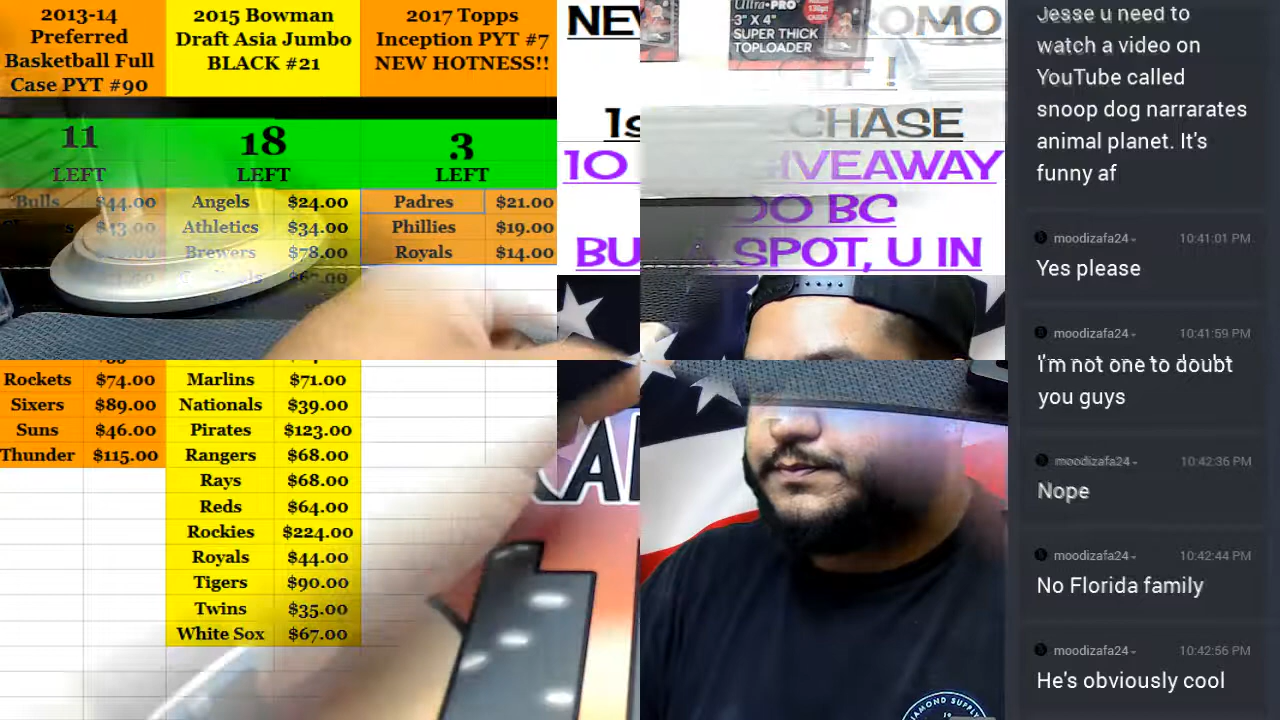 2013-14
Preferred
Basketball Full
Case PYT #90
11
LEFT
Bulls $44.00
$43.00
Rockets $74.00
Sixers $89.00
Suns $46.00
Thunder $115.00
2015 Bowman
Draft Asia Jumbo
BLACK #21
18
LEFT
Angels $24.00
Athletics $34.00
Brewers $78.00
Marlins $71.00
Nationals $39.00
Pirates $123.00
Rangers $68.00
Rays $68.00
Reds $64.00
Rockies $224.00
Royals $44.00
Tigers $90.00
Twins $35.00
White Sox $67.00
2017 Topps
Inception PYT #7
NEW HOTNESS!!
3
LEFT
Padres $21.00
Phillies $19.00
Royals $14.00
Ultra•PRO
3" X 4"
SUPER THICK
TOPLOADER
130pt
CHASE
10
SPOT, U IN
Jesse u need to
watch a video on
YouTube called
snoop dog narrarates
animal planet. It's
funny af
moodizafa24 10:41:01 PM
Yes please
moodizafa24 10:41:59 PM
I'm not one to doubt
you guys
moodizafa24 10:42:36 PM
Nope
moodizafa24 10:42:44 PM
No Florida family
moodizafa24 10:42:56 PM
He's obviously cool